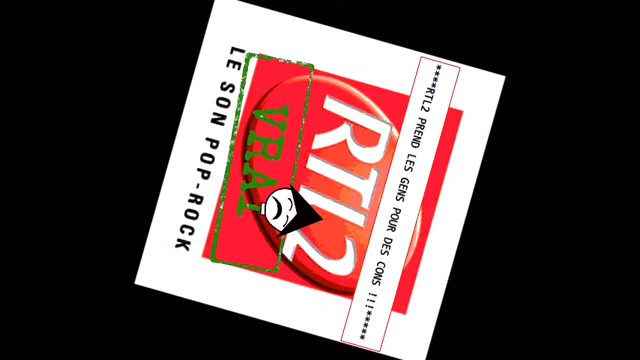 ****RTL2 PREND LES GENS POUR DES CONS !!!*****
RTL2
VRAI
LE SON POP-ROCK